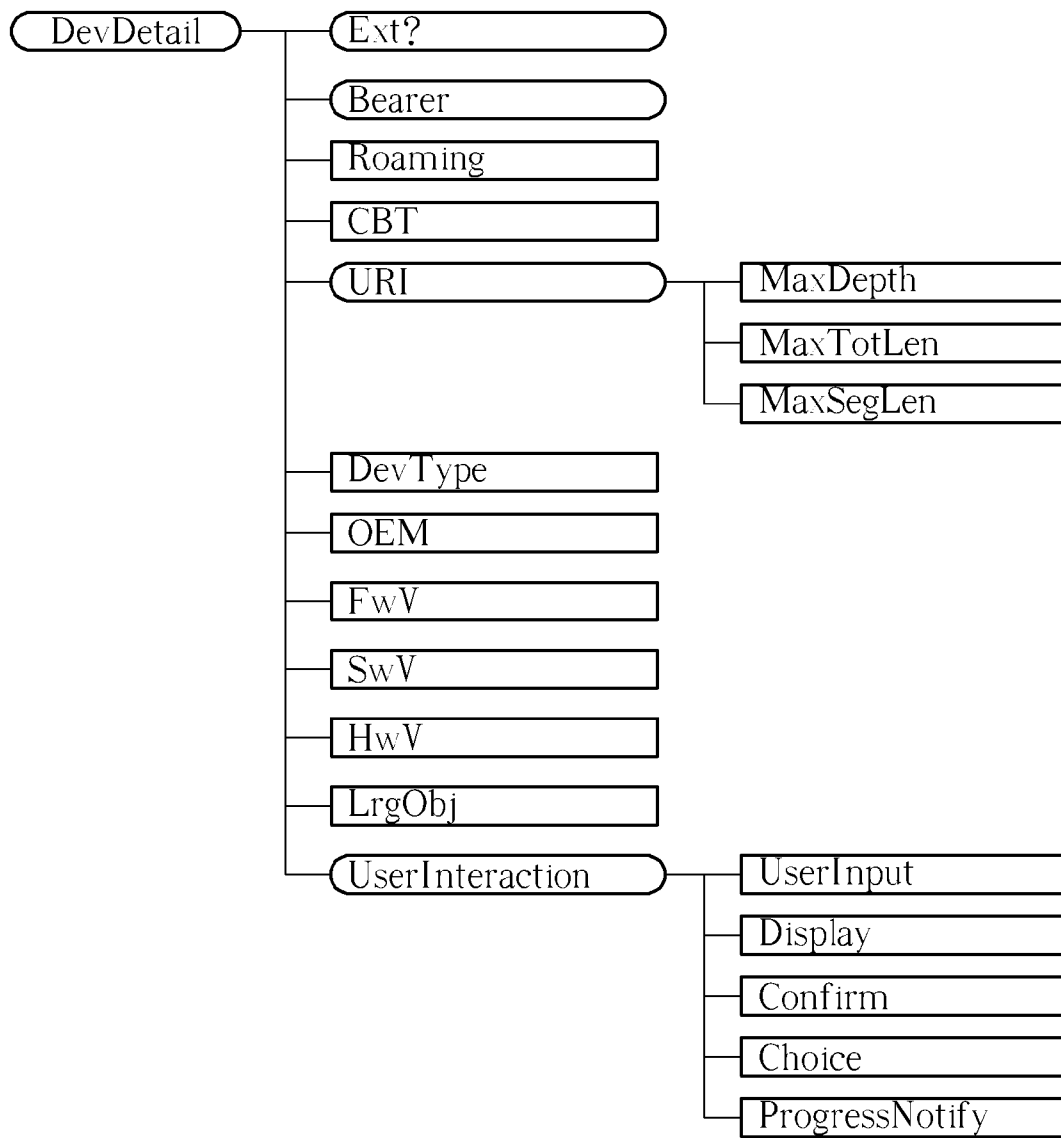 DevDetail
Ext?
Bearer
Roaming
CBT
URI
MaxDepth
MaxTotLen
MaxSegLen
DevType
OEM
FwV
SwV
HwV
LrgObj
UserInteraction
UserInput
Display
Confirm
Choice
ProgressNotify